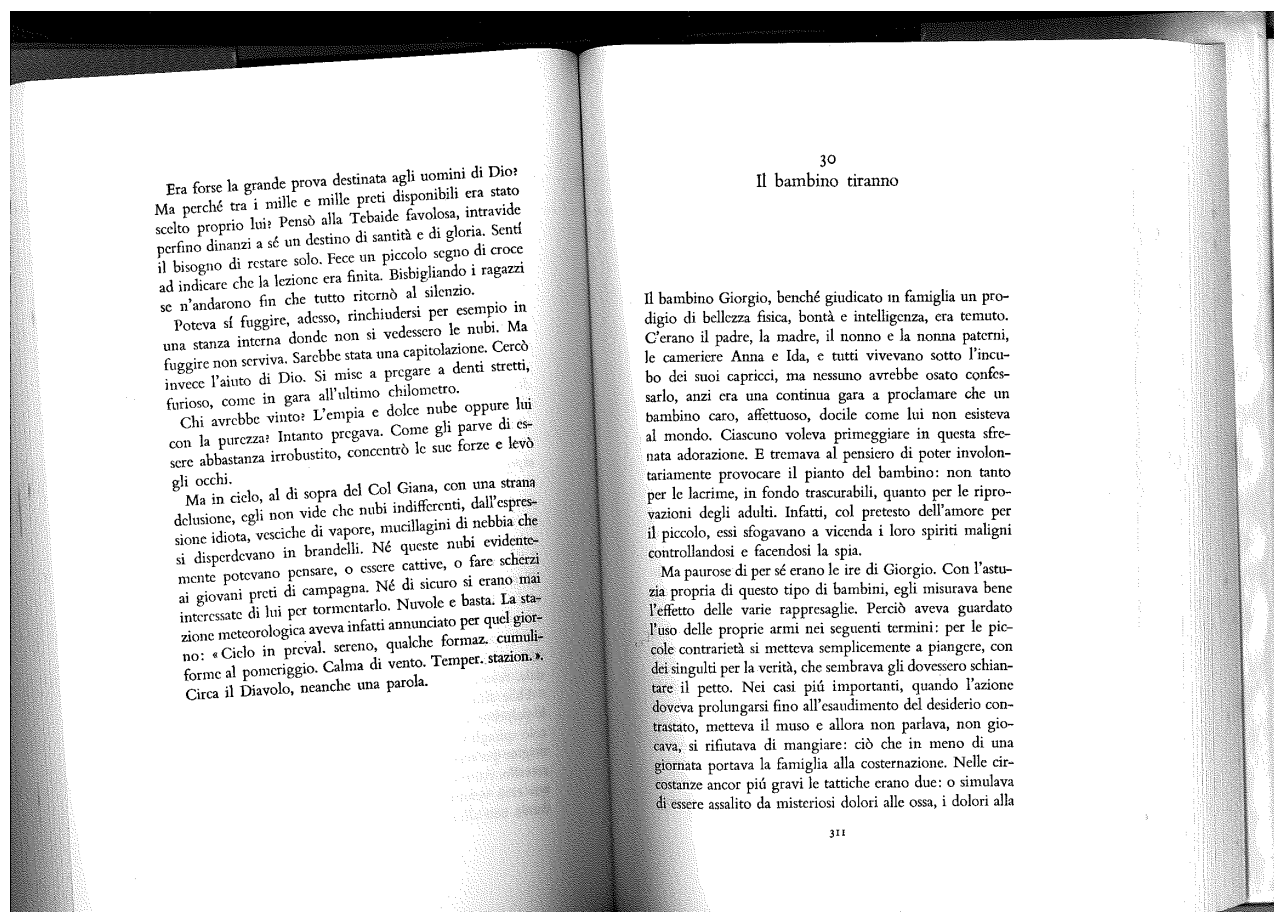 Era forse la grande prova destinata agli uomini di Dio?
Ma perché tra i mille e mille preti disponibili era stato
scelto proprio lui? Pensò alla Tebaide favolosa, intravide
perfino dinanzi a sé un destino di santità e di gloria. Sentí
il bisogno di restare solo. Fece un piccolo segno di croce
ad indicare che la lezione era finita. Bisbigliando i ragazzi
se n'andarono fin che tutto ritornò al silenzio.
Poteva sí fuggire, adesso, rinchiudersi per esempio in
una stanza interna donde non si vedessero le nubi. Ma
fuggire non serviva. Sarebbe stata una capitolazione. Cercò
invece l'aiuto di Dio. Si mise a pregare a denti stretti,
furioso, come in gara all'ultimo chilometro.
Chi avrebbe vinto? L'empia e dolce nube oppure lui
con la purezza? Intanto pregava. Come gli parve di es-
sere abbastanza irrobustito, concentrò le sue forze e levò
gli occhi.
Ma in cielo, al di sopra del Col Giana, con una strana
delusione, egli non vide che nubi indifferenti, dall'espres-
sione idiota, vesciche di vapore, mucillagini di nebbia che
si disperdevano in brandelli. Né queste nubi evidente-
mente potevano pensare, o essere cattive, o fare scherzi
ai giovani preti di campagna. Né di sicuro si erano mai
interessate di lui per tormentarlo. Nuvole e basta. La sta-
zione meteorologica aveva infatti annunciato per quel gior-
no: «Cielo in preval. sereno, qualche formaz. cumuli-
forme al pomeriggio. Calma di vento. Temper. stazion.».
Circa il Diavolo, neanche una parola.
30
Il bambino tiranno
Il bambino Giorgio, benché giudicato in famiglia un pro-
digio di bellezza fisica, bontà e intelligenza, era temuto.
C'erano il padre, la madre, il nonno e la nonna paterni,
le cameriere Anna e Ida, e tutti vivevano sotto l'incu-
bo dei suoi capricci, ma nessuno avrebbe osato confes-
sarlo, anzi era una continua gara a proclamare che un
bambino caro, affettuoso, docile come lui non esisteva
al mondo. Ciascuno voleva primeggiare in questa sfre-
nata adorazione. E tremava al pensiero di poter involon-
tariamente provocare il pianto del bambino: non tanto
per le lacrime, in fondo trascurabili, quanto per le ripro-
vazioni degli adulti. Infatti, col pretesto dell'amore per
il piccolo, essi sfogavano a vicenda i loro spiriti maligni
controllandosi e facendosi la spia.
Ma paurose di per sé erano le ire di Giorgio. Con l'astu-
zia propria di questo tipo di bambini, egli misurava bene
l'effetto delle varie rappresaglie. Perciò aveva guardato
l'uso delle proprie armi nei seguenti termini: per le pic-
cole contrarietà si metteva semplicemente a piangere, con
dei singulti per la verità, che sembrava gli dovessero schian-
tare il petto. Nei casi piú importanti, quando l'azione
doveva prolungarsi fino all'esaudimento del desiderio con-
trastato, metteva il muso e allora non parlava, non gio-
cava, si rifiutava di mangiare: ciò che in meno di una
giornata portava la famiglia alla costernazione. Nelle cir-
costanze ancor piú gravi le tattiche erano due: o simulava
di essere assalito da misteriosi dolori alle ossa, i dolori alla
311